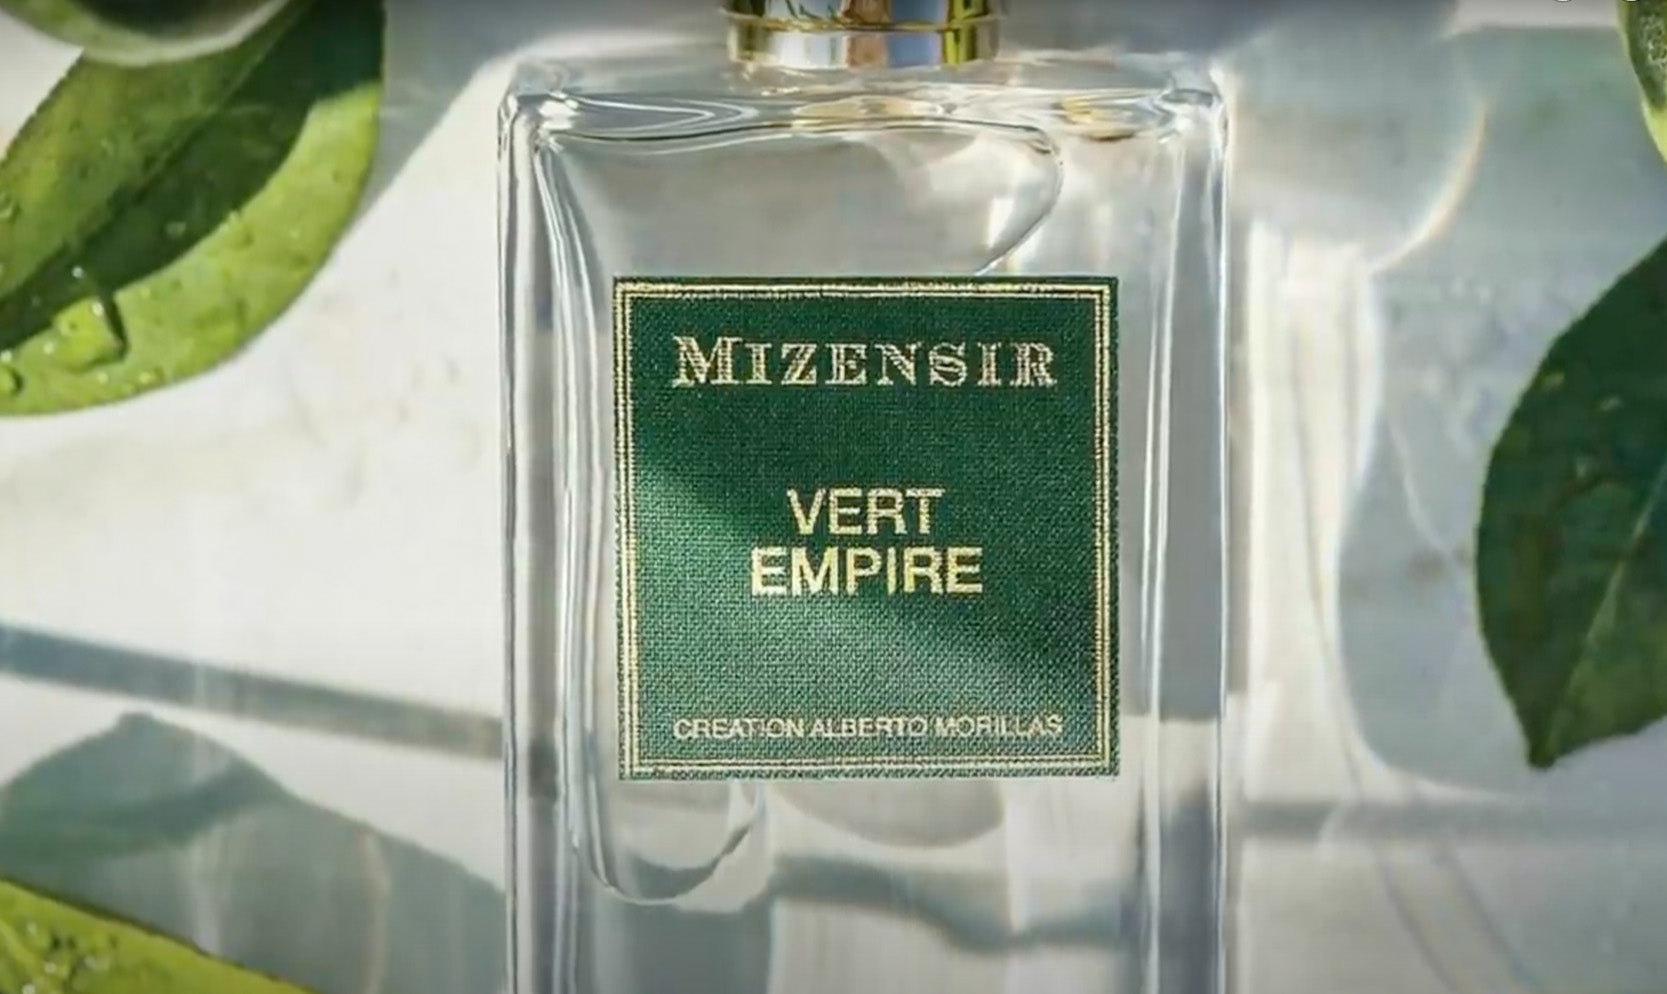 MIZENSIR
VERT
EMPIRE
CREATION ALBERTO MORILLAS